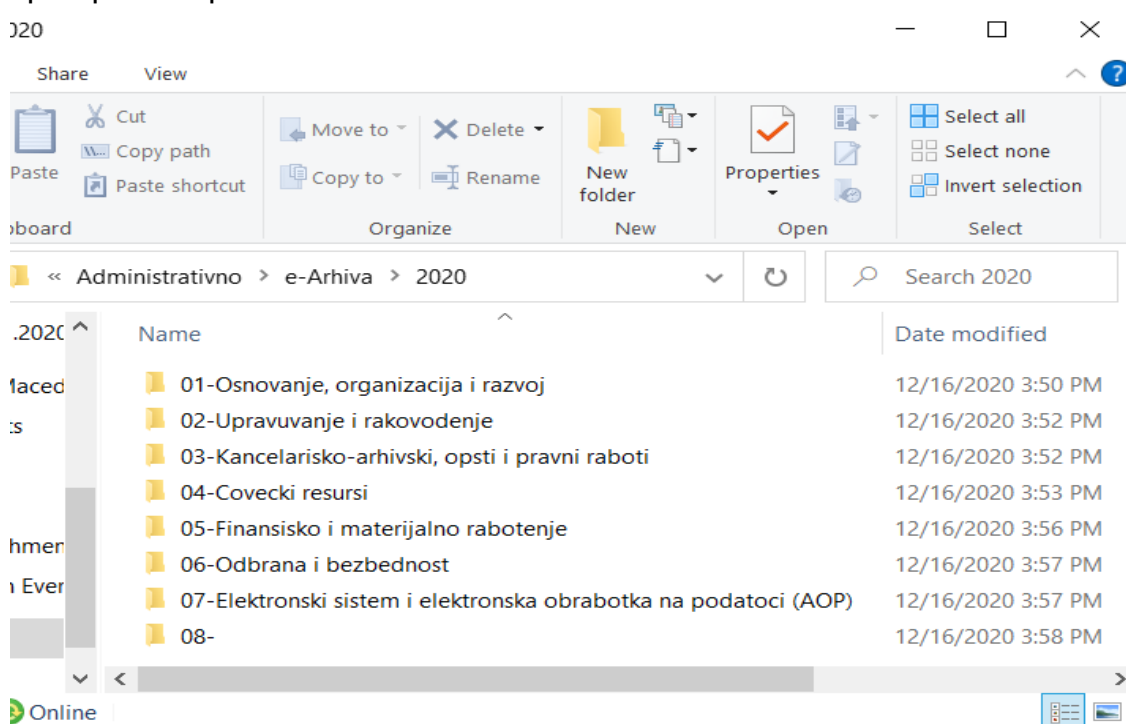 020
Share View
Cut
Copy path
Paste shortcut
Paste
Move to
Copy to
Delete
Rename
New folder
Properties
Select all
Select none
Invert selection
Organize New Open Select
« Administrativno > e-Arhiva > 2020
Search 2020
.2020
Name Date modified
01-Osnovanje, organizacija i razvoj 12/16/2020 3:50 PM
02-Upravuvanje i rakovodenje 12/16/2020 3:52 PM
03-Kancelarisko-arhivski, opsti i pravni raboti 12/16/2020 3:52 PM
04-Covecki resursi 12/16/2020 3:53 PM
05-Finansisko i materijalno rabotenje 12/16/2020 3:56 PM
06-Odbrana i bezbednost 12/16/2020 3:57 PM
07-Elektronski sistem i elektronska obrabotka na podatoci (AOP) 12/16/2020 3:57 PM
08- 12/16/2020 3:58 PM
Online